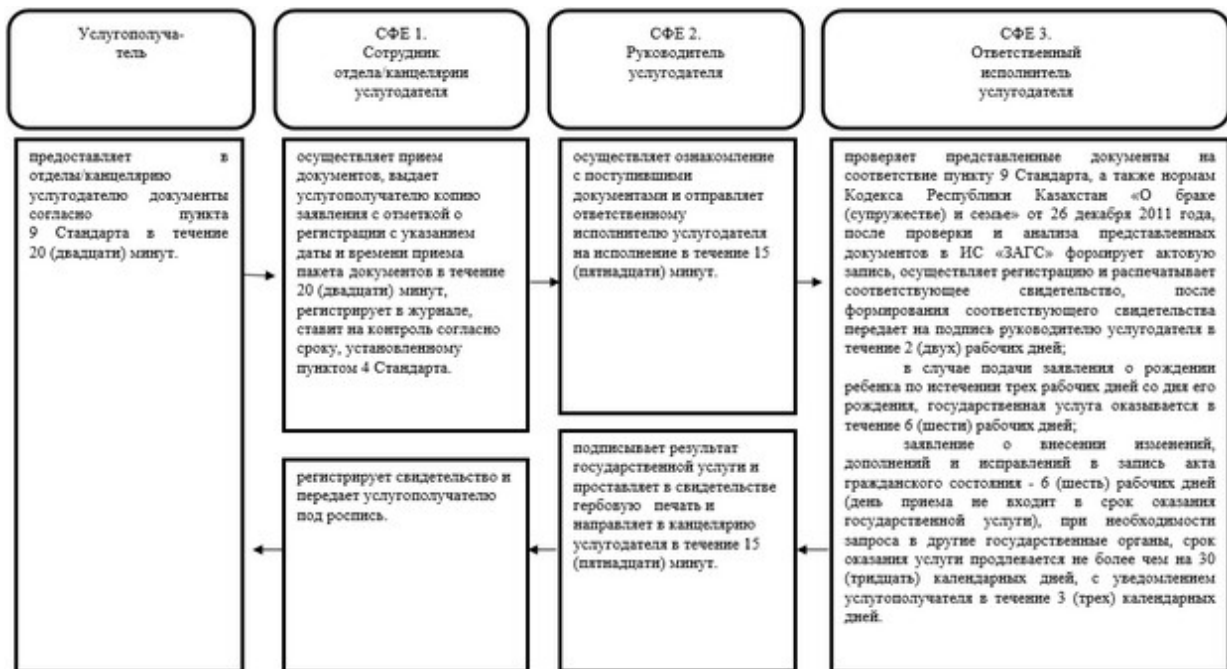 Услугополуча-
тель
СФЕ 1.
Сотрудник
отдела/канцелярии
услугодателя
СФЕ 2.
Руководитель
услугодателя
СФЕ 3.
Ответственный
исполнитель
услугодателя
предоставляет в
отделы/канцелярию
услугодателю документы
согласно пункта
9 Стандарта в течение
20 (двадцати) минут.
осуществляет прием
документов, выдает
услугополучателю копию
заявления с отметкой о
регистрации с указанием
даты и времени приема
пакета документов в течение
20 (двадцати) минут,
регистрирует в журнале,
ставит на контроль согласно
сроку, установленному
пунктом 4 Стандарта.
осуществляет ознакомление
с поступившими
документами и отправляет
ответственному
исполнителю услугодателя
на исполнение в течение 15
(пятнадцати) минут.
проверяет представленные документы на
соответствие пункту 9 Стандарта, а также нормам
Кодекса Республики Казахстан «О браке
(супружестве) и семье» от 26 декабря 2011 года,
после проверки и анализа представленных
документов в ИС «ЗАГС» формирует актовую
запись, осуществляет регистрацию и распечатывает
соответствующее свидетельство, после
формирования соответствующего свидетельства
передает на подпись руководителю услугодателя в
течение 2 (двух) рабочих дней;
в случае подачи заявления о рождении
ребенка по истечении трех рабочих дней со дня его
рождения, государственная услуга оказывается в
течение 6 (шести) рабочих дней;
заявление о внесении изменений,
дополнений и исправлений в запись акта
гражданского состояния - 6 (шесть) рабочих дней
(день приема не входит в срок оказания
государственной услуги), при необходимости
запроса в другие государственные органы, срок
оказания услуги продлевается не более чем на 30
(тридцать) календарных дней, с уведомлением
услугополучателя в течение 3 (трех) календарных
дней.
подписывает результат
государственной услуги и
проставляет в свидетельстве
гербовую печать и
направляет в канцелярию
услугодателя в течение 15
(пятнадцати) минут.
регистрирует свидетельство и
передает услугополучателю
под роспись.